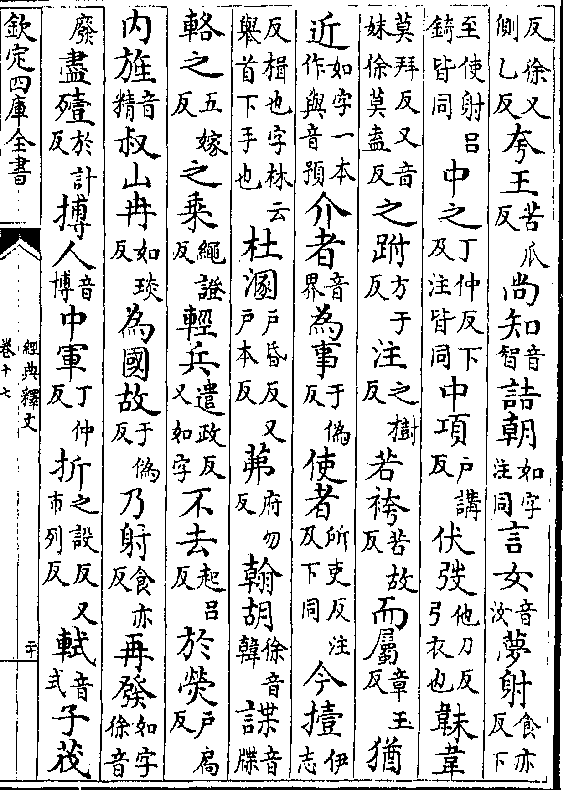 反徐又側乙反夸王苦瓜反尚知音智詰朝如字注同言女音汝夢射食亦反下
至使射呂錡皆同中之丁仲反下及注皆同中項戶講反伏弢他刀反弓衣也韎韋
莫拜反又音妹徐莫盍反之跗方于反注之樹反若袴苦故反而屬章玉反猶
近如字一本作與音預介者音界為事于偽反使者所吏反注及下同今撎伊志
反揖也字林云舉首下手也杜溷戶昏反又戶本反茀府勿反翰胡徐音韓諜音牒
輅之五嫁反之乘繩證反輕兵遣政反又如字不去起呂反於熒戶扃反
内旌音精叔山冉如琰反為國故于偽反乃射食亦反再發如字徐音
廢盡殪於計反搏人音博中軍丁仲反折之設反又市列反軾音式子茷
欽定四庫全書
經典釋文
卷十七